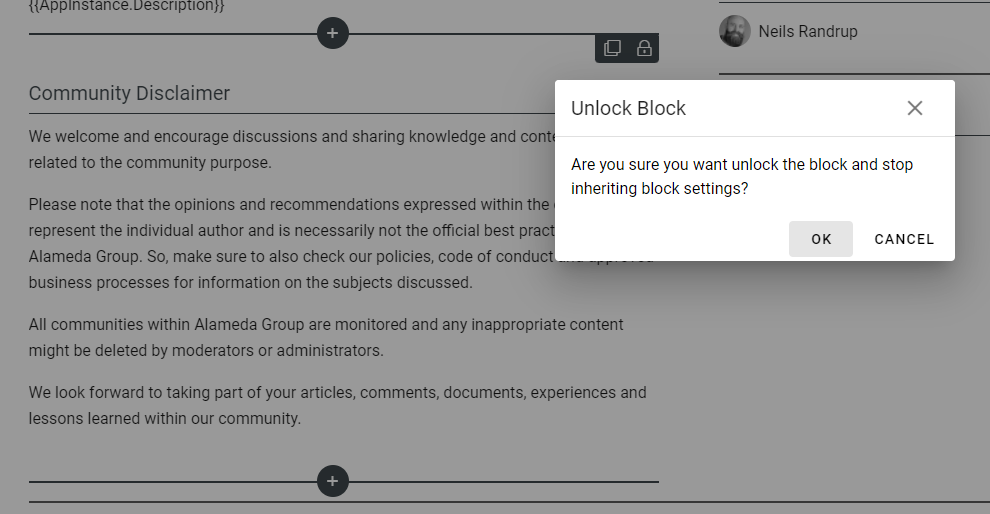 {{AppInstance.Description}}
Neils Randrup
Community Disclaimer
We welcome and encourage discussions and sharing knowledge and
related to the community purpose.
Please note that the opinions and recommendations expressed within the
represent the individual author and is necessarily not the official best
Alameda Group. So, make sure to also check our policies, code of conduct and approved
business processes for information on the subjects discussed.
All communities within Alameda Group are monitored and any inappropriate content
might be deleted by moderators or administrators.
We look forward to taking part of your articles, comments, documents, experiences and
lessons learned within our community.
Unlock Block
Are you sure you want unlock the block and stop
inheriting block settings?
OK CANCEL